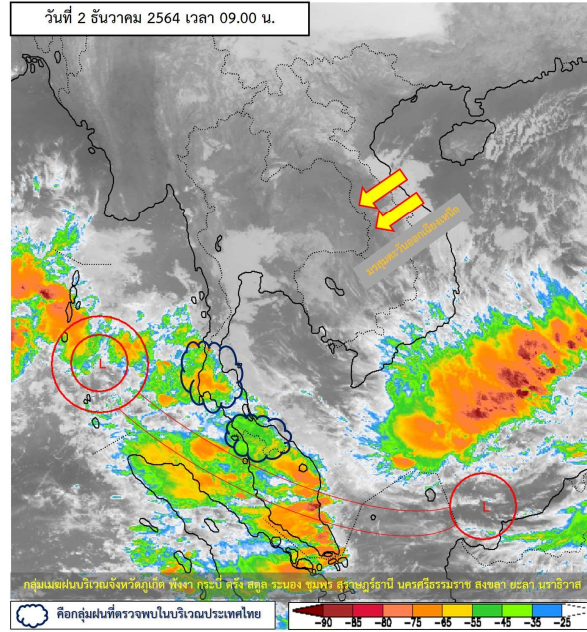 วันที่ 2 ธันวาคม 2564 เวลา 09.00 น.
มรสุมตะวันออกเฉียงเหนือ
L
L
กลุ่มเมฆฝนบริเวณจังหวัดภูเก็ต พังงา กระบี่ ตรัง สตูล ระนอง ชุมพร สุราษฎร์ธานี นครศรีธรรมราช สงขลา ยะลา นราธิวาส
คือกลุ่มฝนที่ตรวจพบในบริเวณประเทศไทย
-90 -85 -80 -75 -65 -55 -45 -35 -25